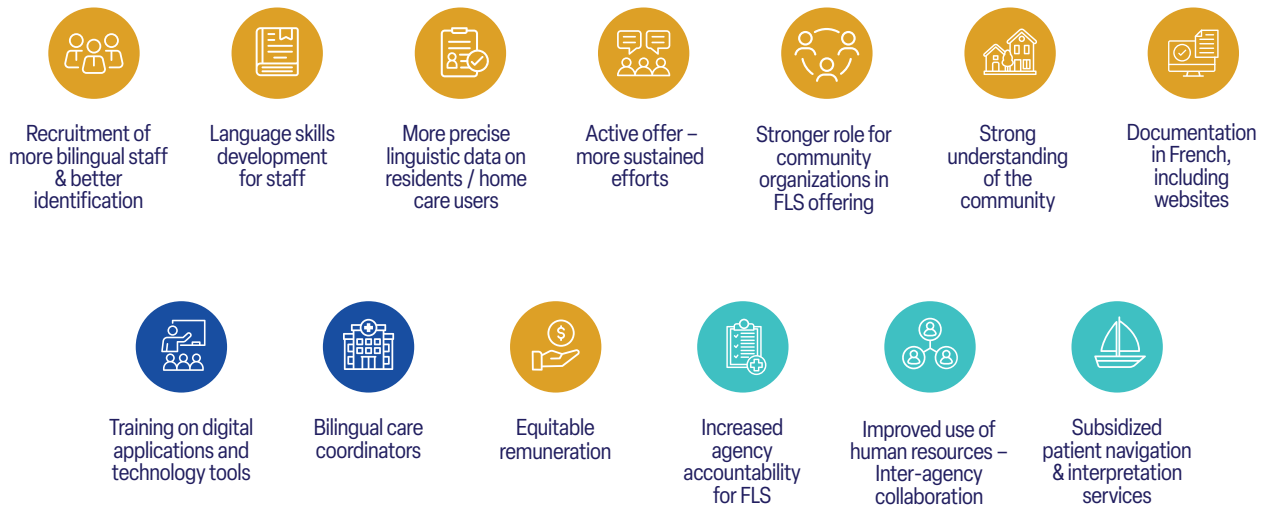 Recruitment of
more bilingual staff
& better
identification
Language skills
development
for staff
More precise
linguistic data on
residents / home
care users
Active offer –
more sustained
efforts
Stronger role for
community
organizations in
FLS offering
Strong
understanding
of the
community
Documentation
in French,
including
websites
Training on digital
applications and
technology tools
Bilingual care
coordinators
$
Equitable
remuneration
Increased
agency
accountability
for FLS
Improved use of
human resources –
Inter-agency
collaboration
Subsidized
patient navigation
& interpretation
services